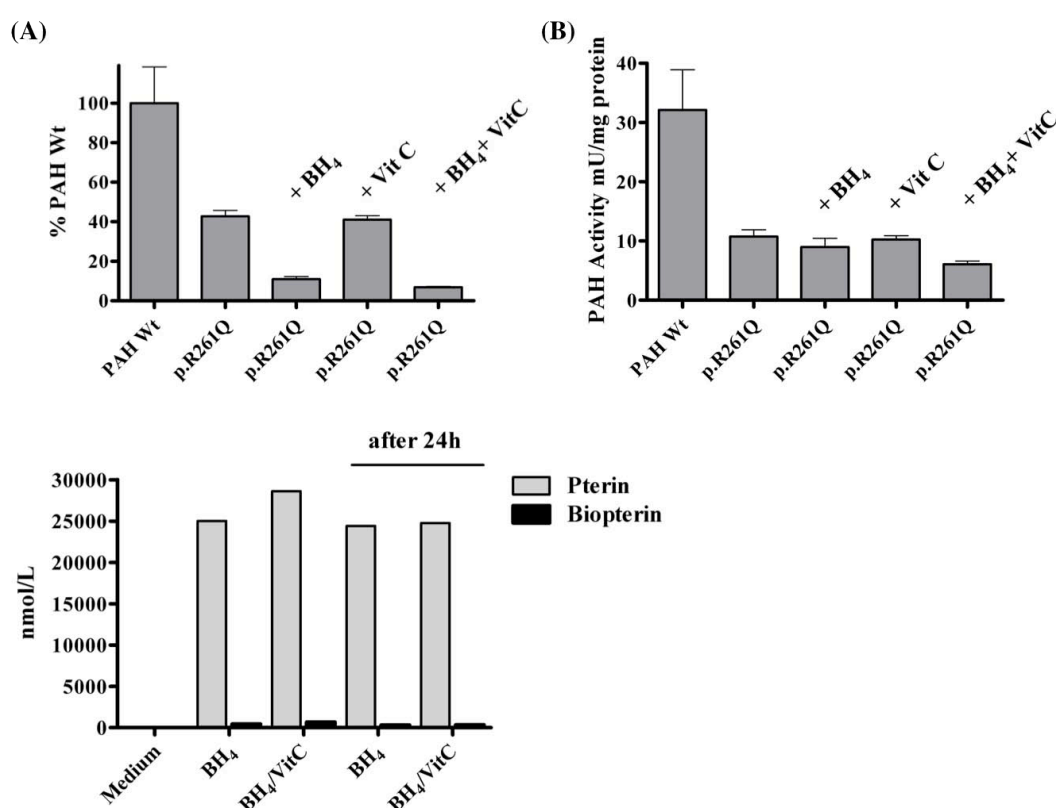 (A)
% PAH Wt
100
80
60
40
20
0
+ BH4
+ Vit C
+ BH4+ VitC
PAH Wt
p.R261Q
p.R261Q
p.R261Q
p.R261Q
(B)
PAH Activity mU/mg protein
40
30
20
10
0
+ BH4
+ Vit C
+ BH4+ VitC
PAH Wt
p.R261Q
p.R261Q
p.R261Q
p.R261Q
after 24h
nmol/L
30000
25000
20000
15000
10000
5000
0
Medium
BH4
BH4/VitC
BH4
BH4/VitC
Pterin
Biopterin